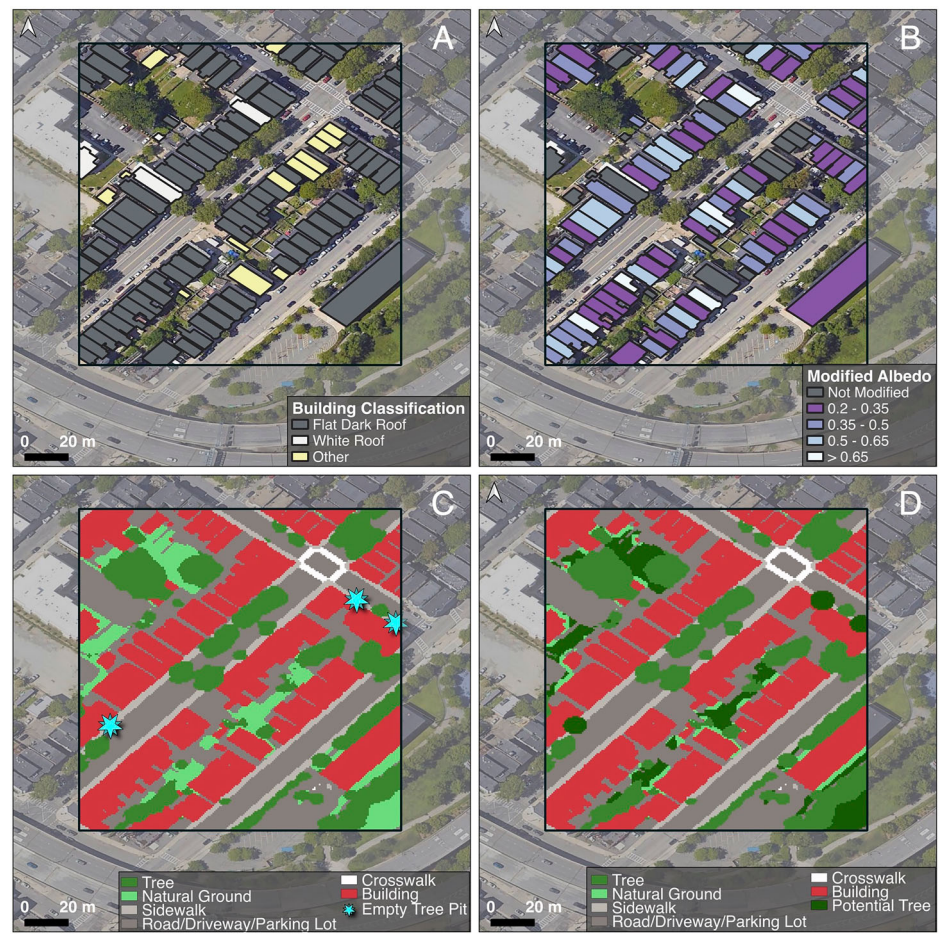 A
Building Classification
Flat Dark Roof
White Roof
Other
0 20 m
B
Modified Albedo
Not Modified
0.2 - 0.35
0.35 - 0.5
0.5 - 0.65
> 0.65
0 20 m
C
Tree
Natural Ground
Sidewalk
Road/Driveway/Parking Lot
Crosswalk
Building
Empty Tree Pit
0 20 m
D
Tree
Natural Ground
Sidewalk
Road/Driveway/Parking Lot
Crosswalk
Building
Potential Tree
0 20 m